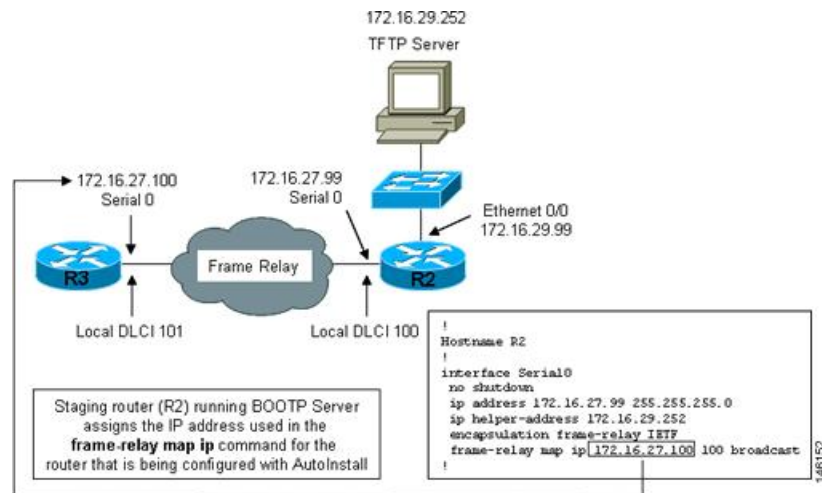 172.16.29.252
TFTP Server
172.16.27.100
Serial 0
172.16.27.99
Serial 0
Ethernet 0/0
172.16.29.99
R3
Frame Relay
R2
Local DLCI 101
Local DLCI 100
Staging router (R2) running BOOTP Server
assigns the IP address used in the
frame-relay map ip command for the
router that is being configured with AutoInstall
!
Hostname R2
!
interface Serial0
no shutdown
ip address 172.16.27.99 255.255.255.0
ip helper-address 172.16.29.252
encapsulation frame-relay IETF
frame-relay map ip 172.16.27.100 100 broadcast
!
146152